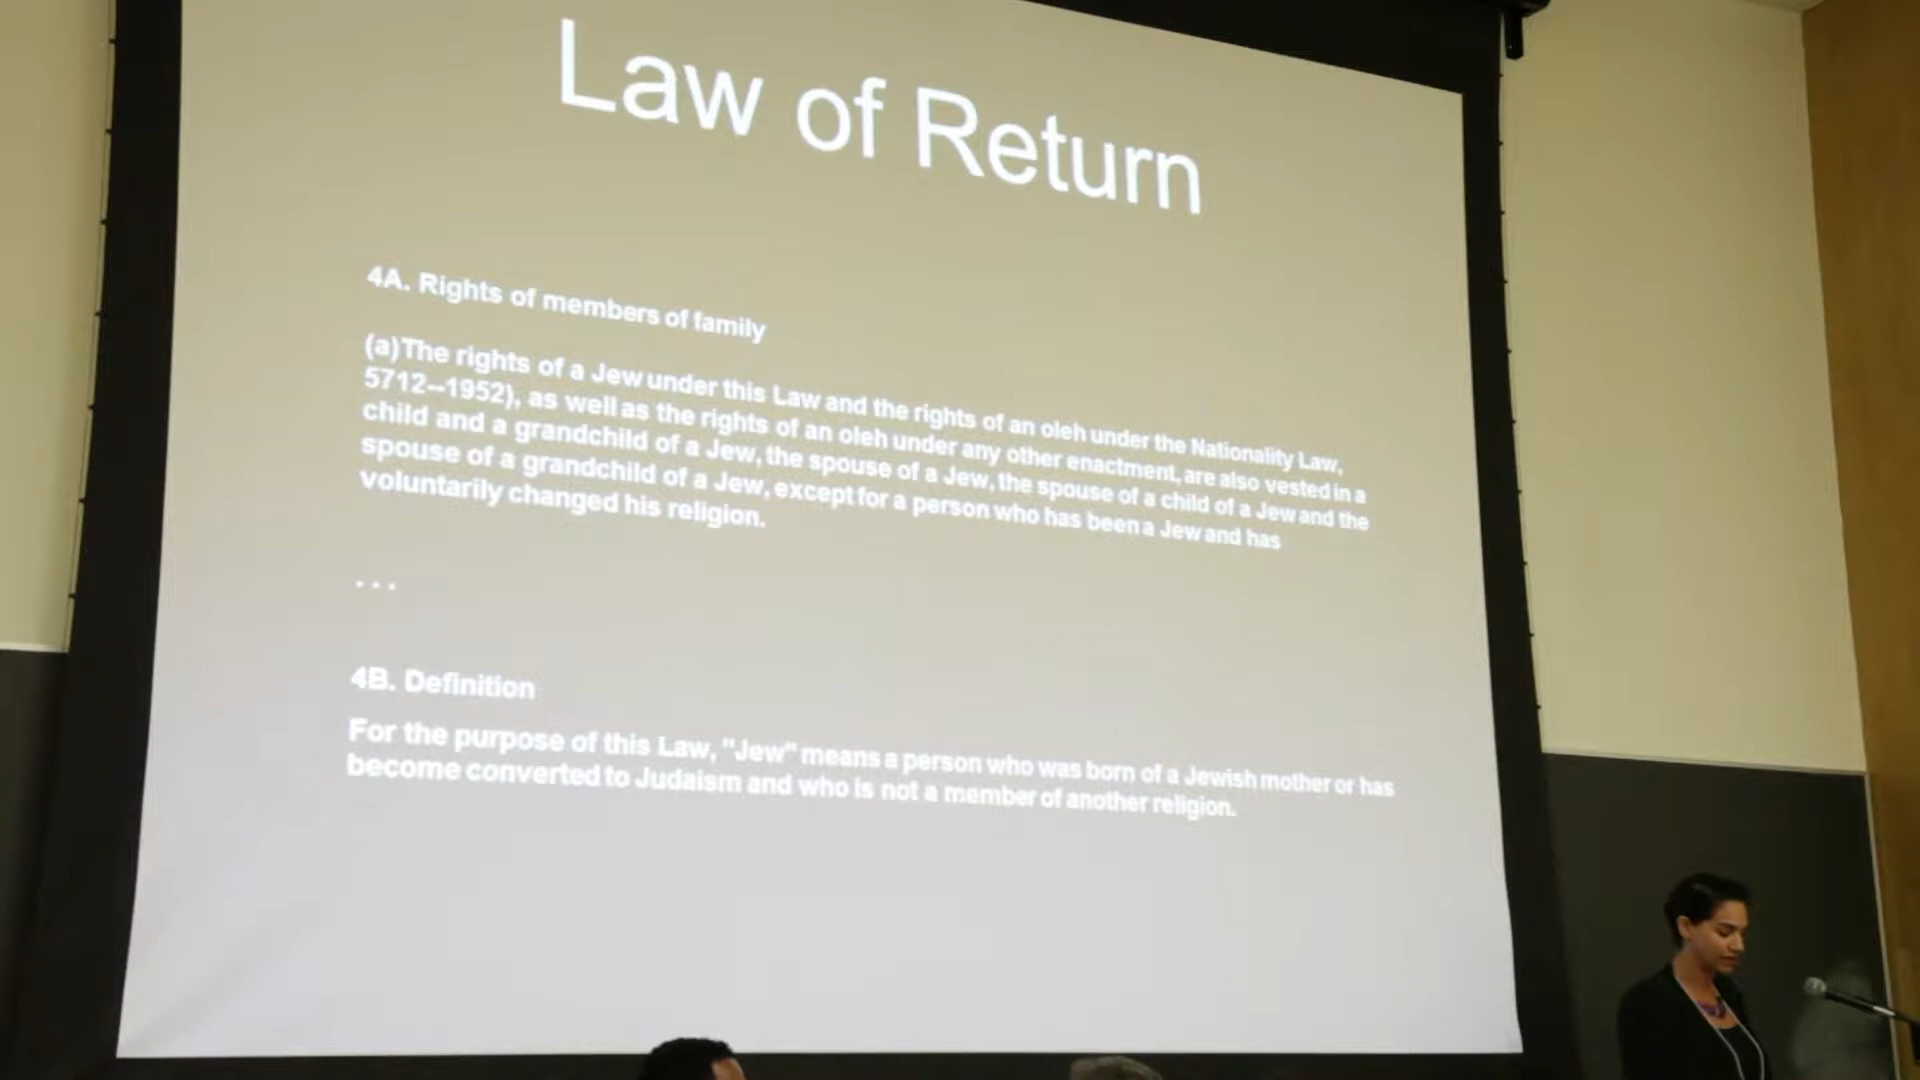 Law of Return
4A. Rights of members of family
(a)The rights of a Jew under this Law and the rights of an oleh under the Nationality Law,
5712--1952), as well as the rights of an oleh under any other enactment, are also vested in a
child and a grandchild of a Jew, the spouse of a Jew, the spouse of a child of a Jew and the
spouse of a grandchild of a Jew, except for a person who has been a Jew and has
voluntarily changed his religion.
. . .
4B. Definition
For the purpose of this Law, "Jew" means a person who was born of a Jewish mother or has
become converted to Judaism and who is not a member of another religion.